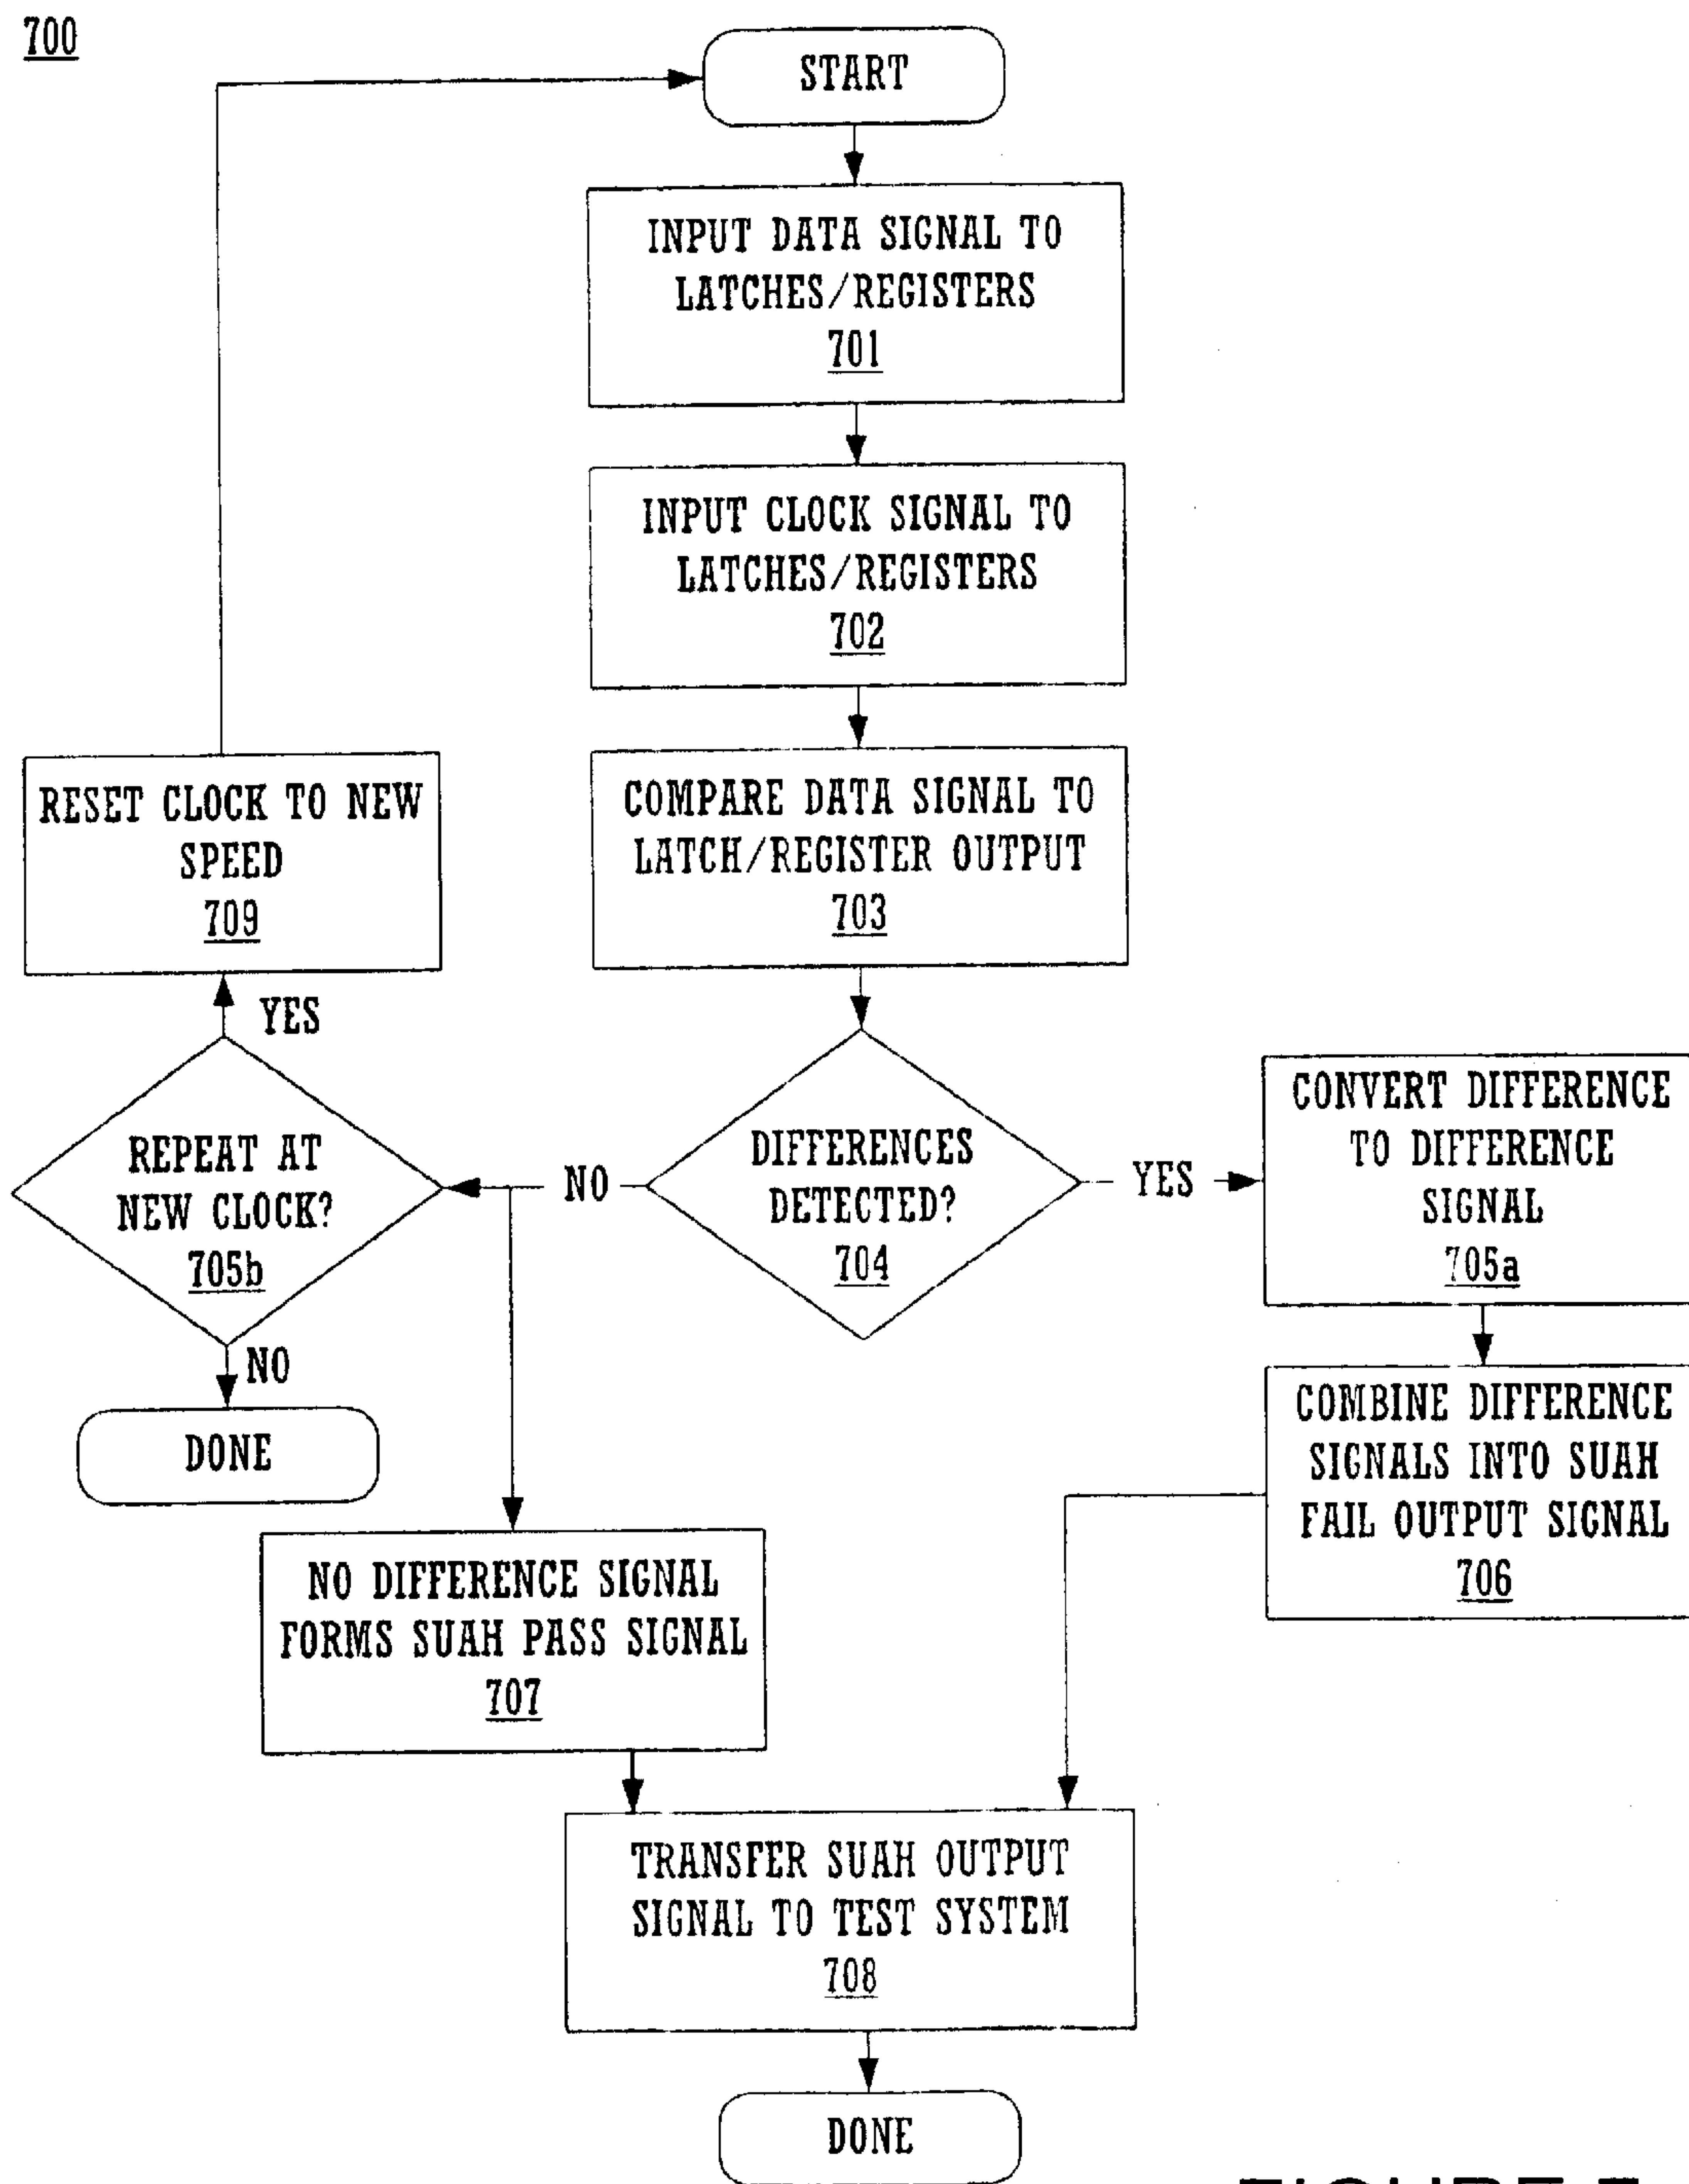 700
START
INPUT DATA SIGNAL TO
LATCHES/REGISTERS
701
INPUT CLOCK SIGNAL TO
LATCHES/REGISTERS
702
COMPARE DATA SIGNAL TO
LATCH/REGISTER OUTPUT
703
RESET CLOCK TO NEW
SPEED
709
YES
REPEAT AT
NEW CLOCK?
705b
NO
DIFFERENCES
DETECTED?
704
YES
CONVERT DIFFERENCE
TO DIFFERENCE
SIGNAL
705a
NO
DONE
COMBINE DIFFERENCE
SIGNALS INTO SUAH
FAIL OUTPUT SIGNAL
706
NO DIFFERENCE SIGNAL
FORMS SUAH PASS SIGNAL
707
TRANSFER SUAH OUTPUT
SIGNAL TO TEST SYSTEM
708
DONE